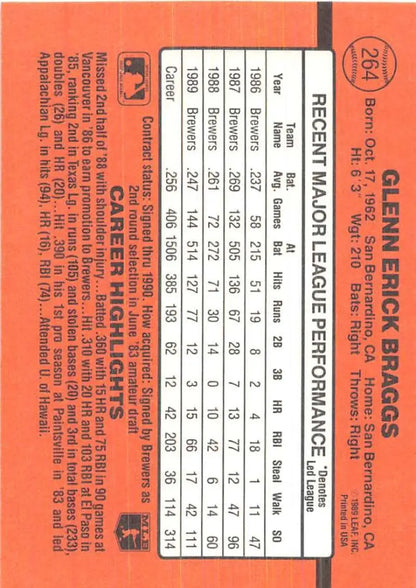 264
GLENN ERICK BRAGGS
Born: Oct. 17, 1962 San Bernardino, CA Home: San Bernardino, CA
Ht: 6' 3" Wgt: 210 Bats: Right Throws: Right
© 1989 LEAF, INC.
Printed in USA
RECENT MAJOR LEAGUE PERFORMANCE *Denotes Led League
Year Team Name Bat. Avg. Games At Bat Hits Runs 2B 3B HR RBI Steal Walk SO
1986 Brewers .237 58 215 51 19 8 2 4 18 1 11 47
1987 Brewers .269 132 505 136 67 28 7 13 77 12 47 96
1988 Brewers .261 72 272 71 30 14 0 10 42 6 14 60
1989 Brewers .247 144 514 127 77 12 3 15 66 17 42 111
Career .256 406 1506 385 193 62 12 42 203 36 114 314
Contract status: Signed thru 1990. How acquired: Signed by Brewers as
2nd round selection in June '83 amateur draft
CAREER HIGHLIGHTS
MLB
Missed 2nd half of '88 with shoulder injury... Batted .360 with 15 HR and 75 RBI in 90 games at
Vancouver in '86 to earn promotion to Brewers... Hit .310 with 20 HR and 103 RBI at El Paso in
'85, ranking 2nd in Texas Lg. in runs (105) and stolen bases (20) and 3rd in total bases (233),
doubles (26) and HR (20)... Hit .390 in his 1st pro season at Paintsville in '83 and led
Appalachian Lg. in hits (94), HR (16), RBI (74)... Attended U. of Hawaii.